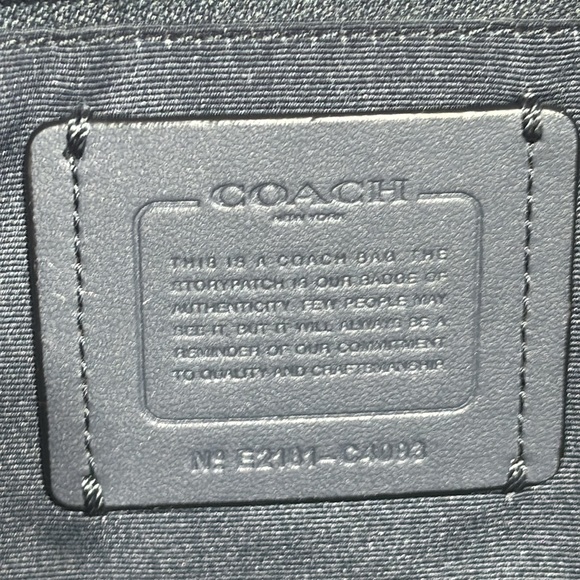 COACH
NEW YORK
THIS IS A COACH BAG. THE
STORYPATCH IS OUR BADGE OF
AUTHENTICITY. FEW PEOPLE MAY
SEE IT, BUT IT WILL ALWAYS BE A
REMINDER OF OUR COMMITMENT
TO QUALITY AND CRAFTSMANSHIP.
Nº E2181-C4093